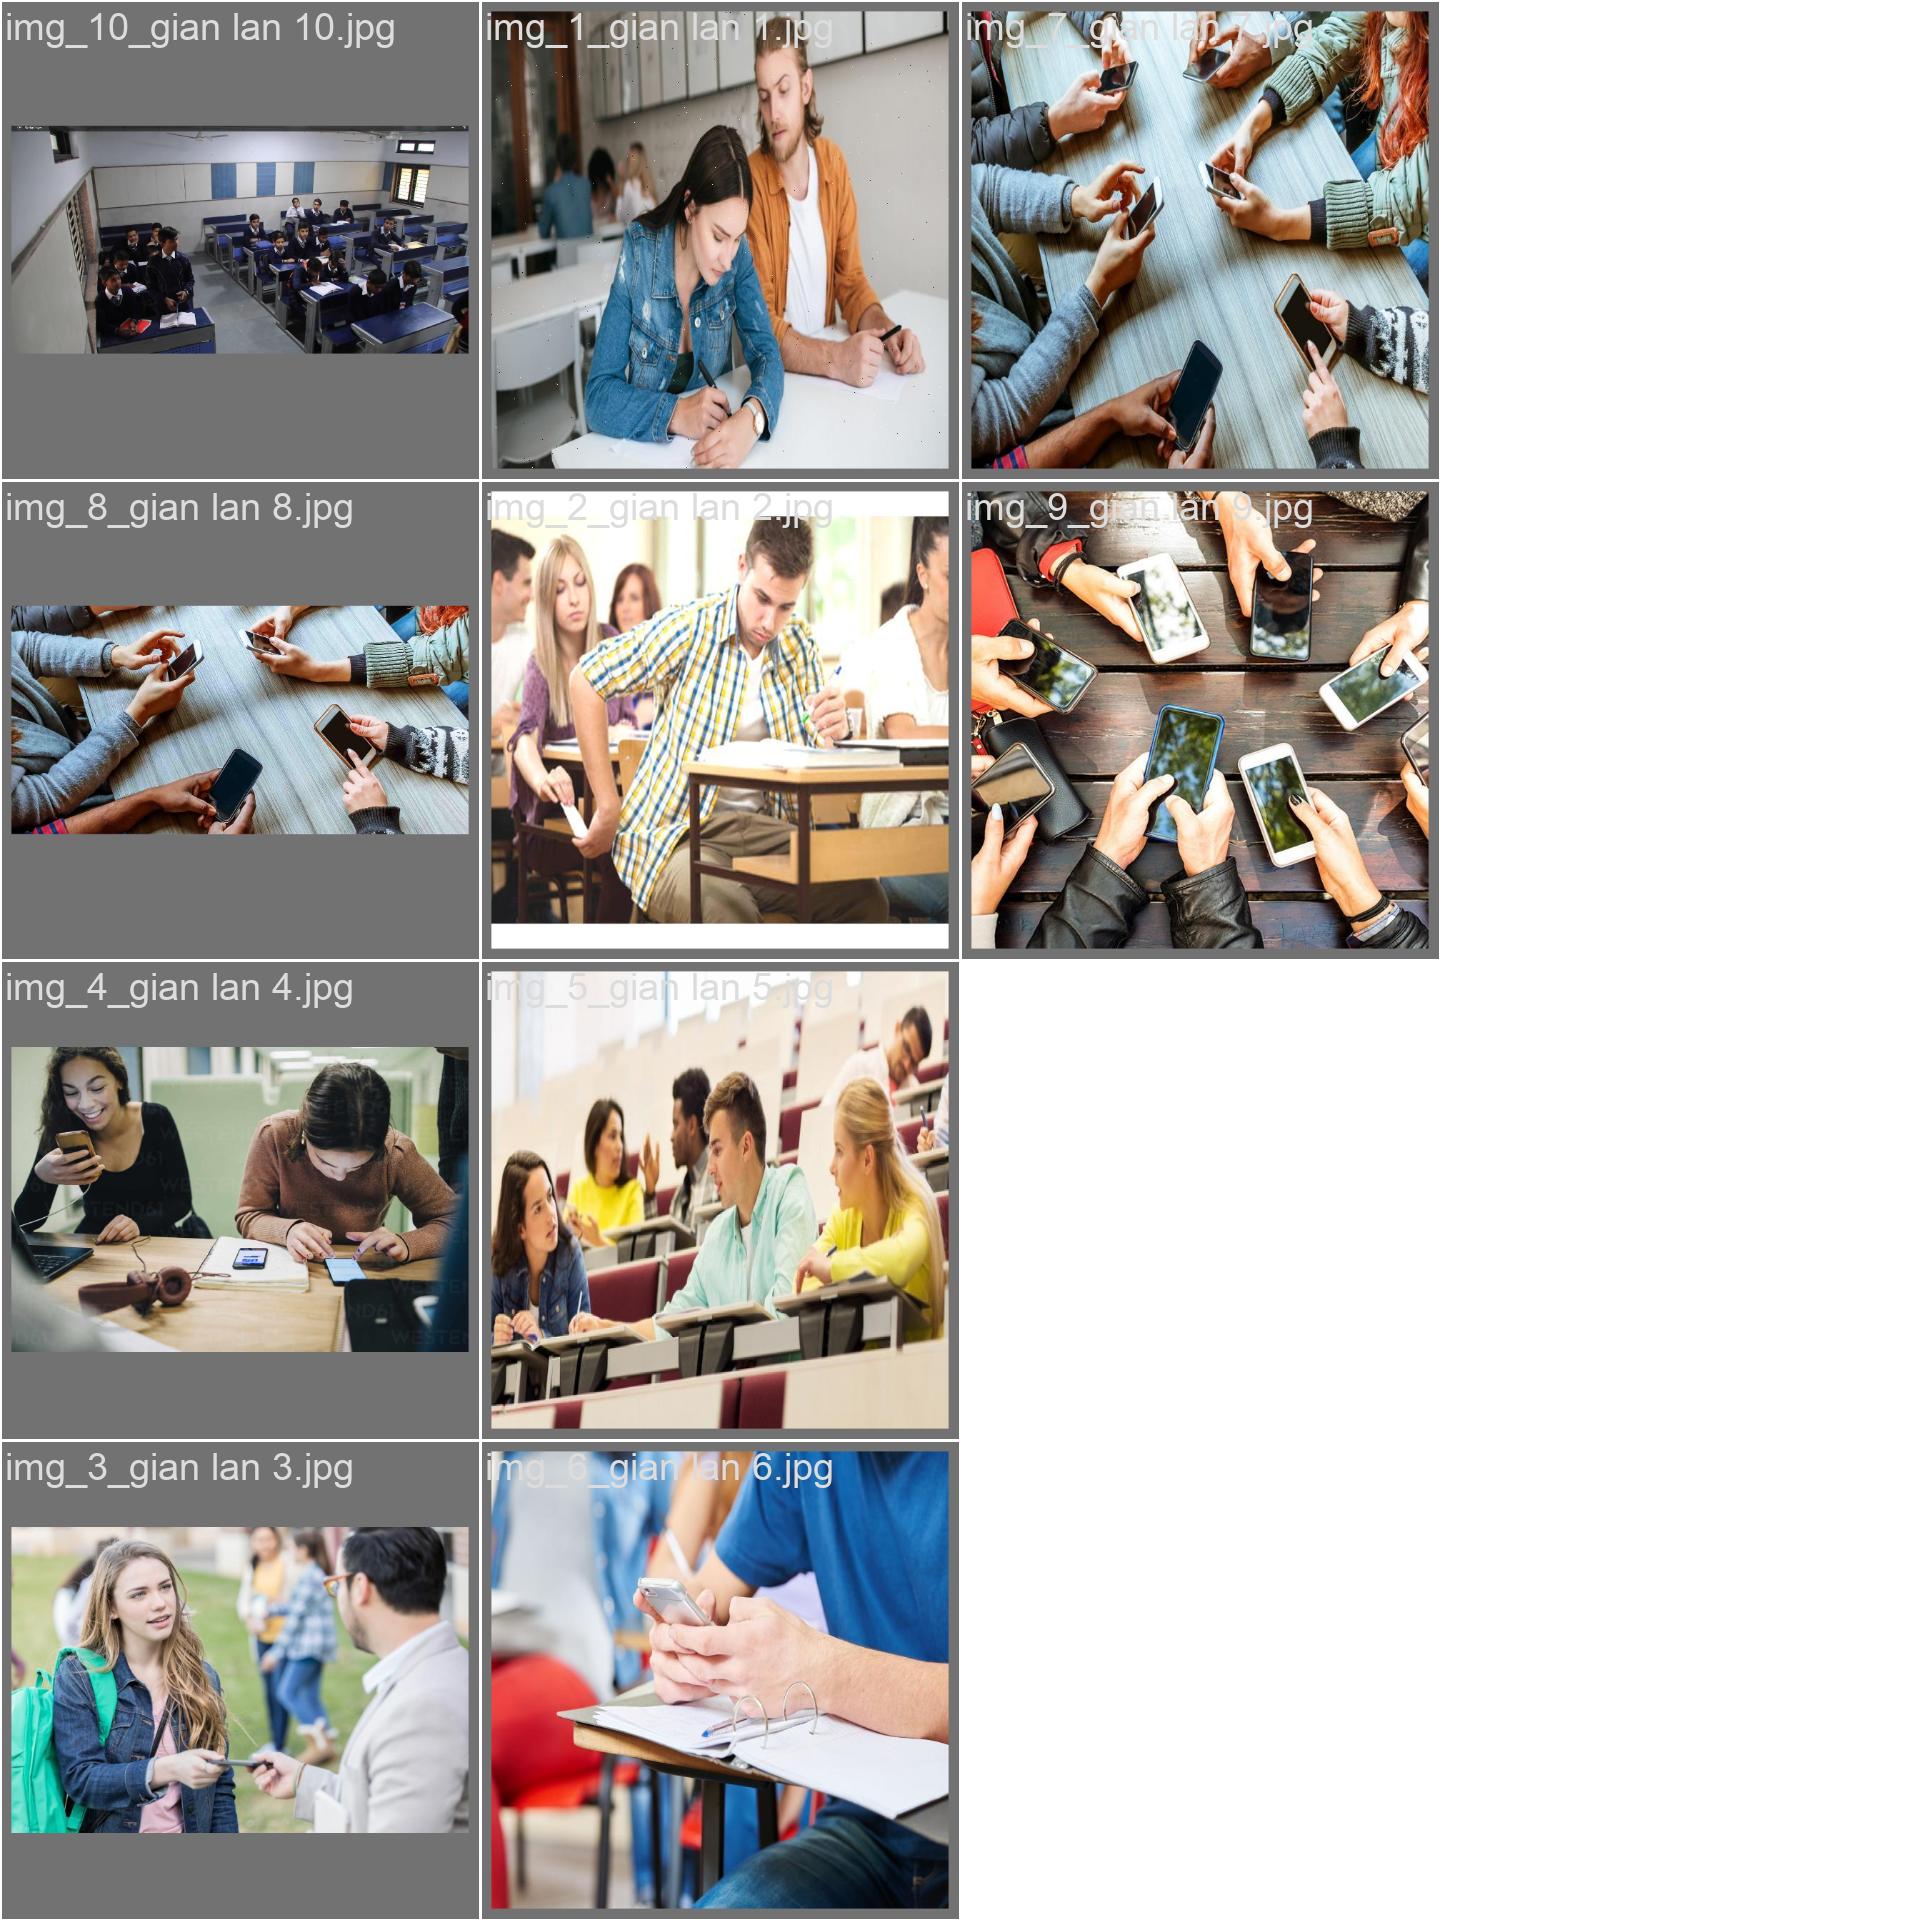 img_10_gian lan 10.jpg
img_1_gian lan 1.jpg
img_7_gian lan 7.jpg
img_8_gian lan 8.jpg
img_2_gian lan 2.jpg
img_9_gian lan 9.jpg
img_4_gian lan 4.jpg
img_5_gian lan 5.jpg
WESTEND61
img_3_gian lan 3.jpg
img_6_gian lan 6.jpg